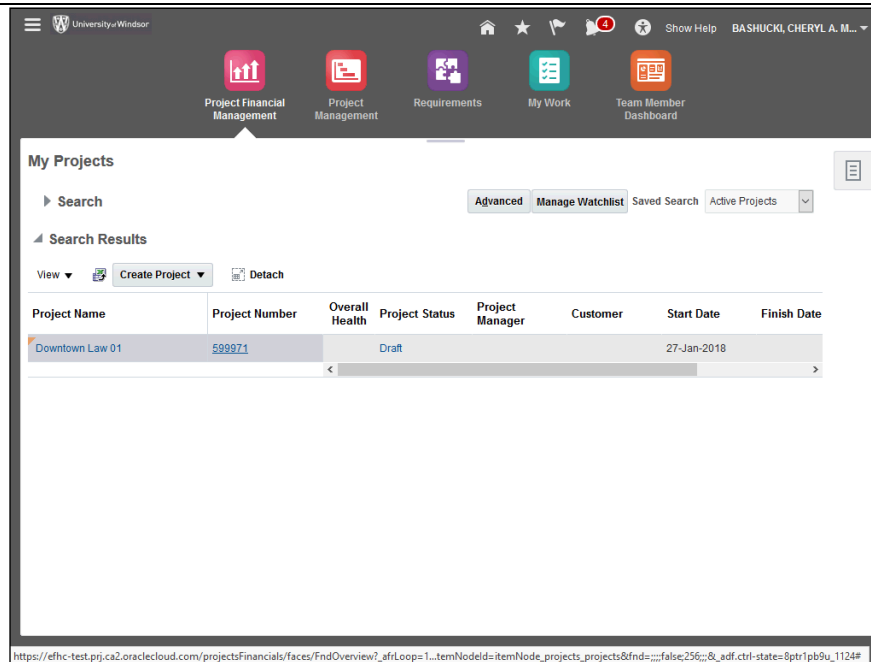 University of Windsor
4 Show Help BASHUCKI, CHERYL A. M...
Project Financial Management
Project Management
Requirements
My Work
Team Member Dashboard
My Projects
Search
Advanced Manage Watchlist Saved Search Active Projects
Search Results
View Create Project Detach
Project Name Project Number Overall Health Project Status Project Manager Customer Start Date Finish Date
Downtown Law 01 599971 Draft 27-Jan-2018
https://efhc-test.prj.ca2.oraclecloud.com/projectsFinancials/faces/FndOverview?_afrLoop=1...temNodeId=itemNode_projects_projects&fnd=;;;;false;256;;;&_adf.ctrl-state=8ptr1pb9u_1124#